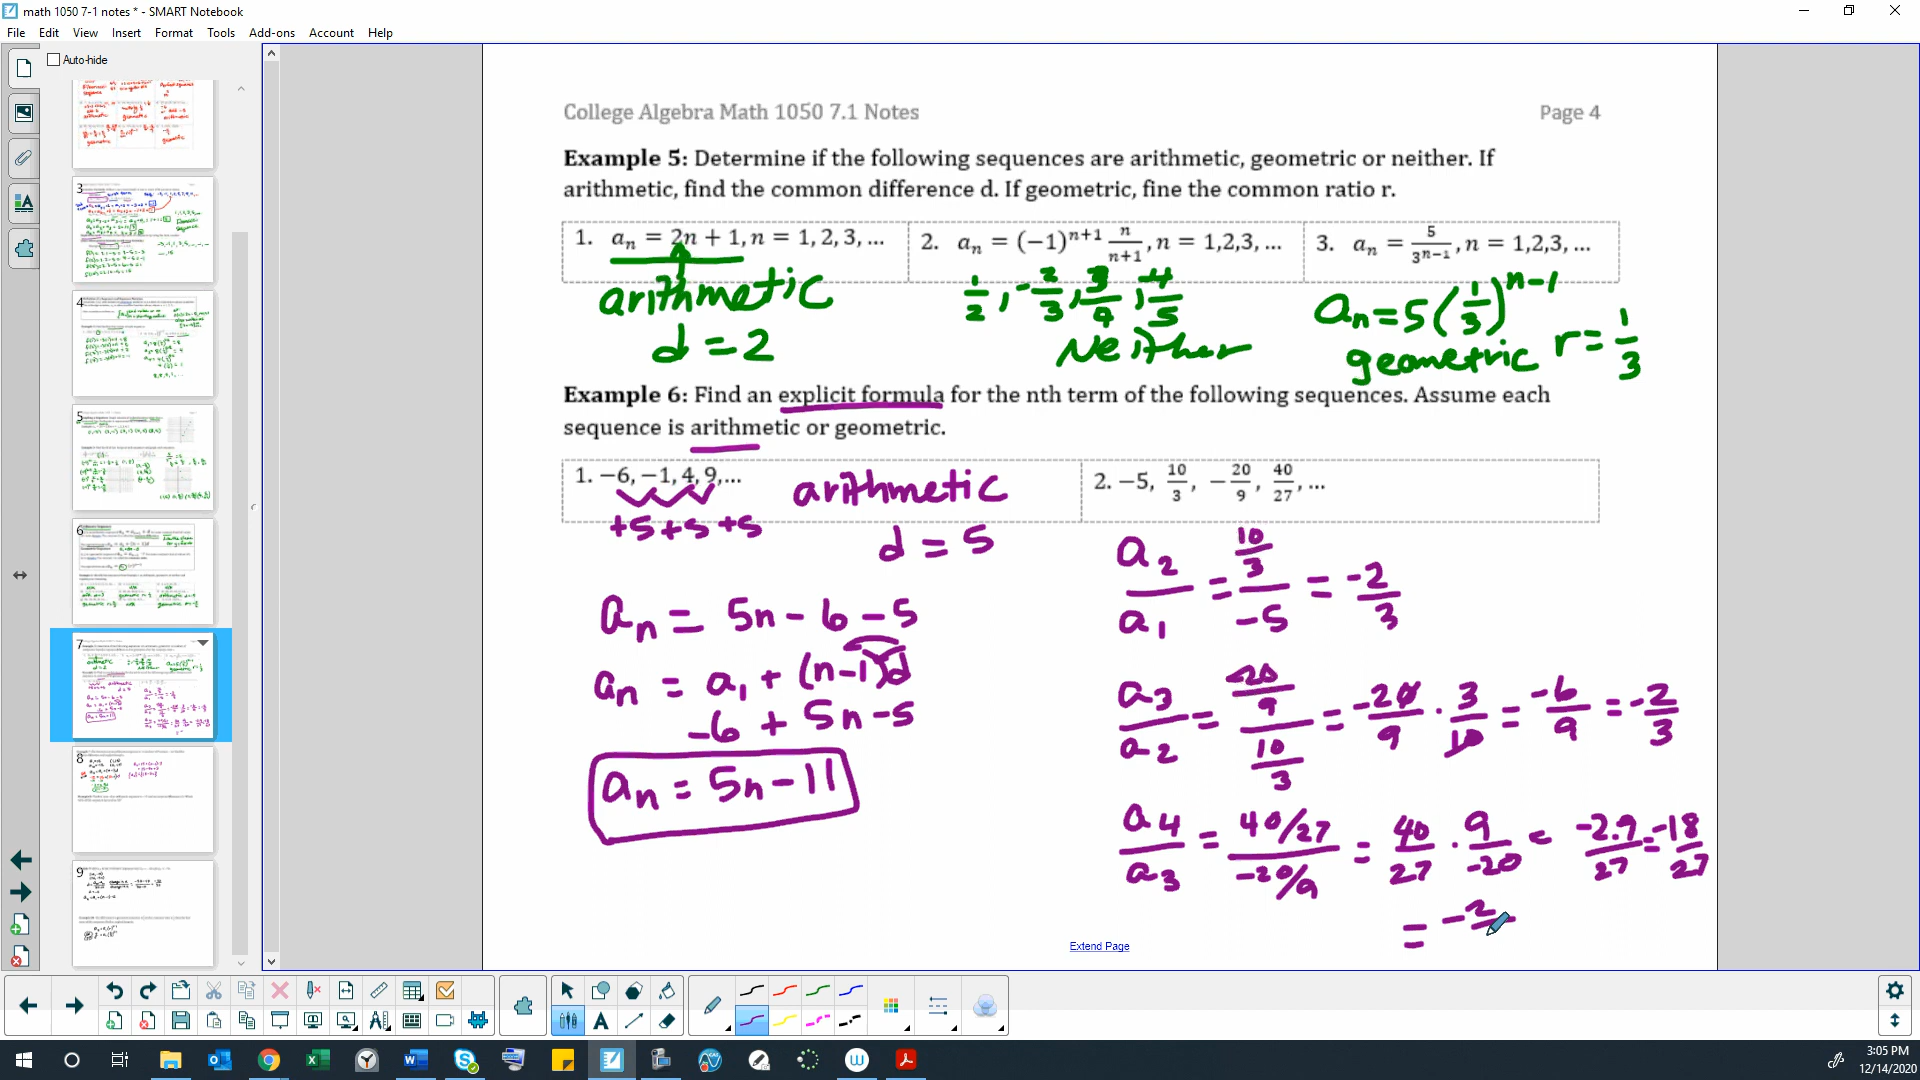 math 1050 7-1 notes * - SMART Notebook
File Edit View Insert Format Tools Add-ons Account Help
Auto-hide
3
4
5
6
7
8
9
College Algebra Math 1050 7.1 Notes Page 4
Example 5: Determine if the following sequences are arithmetic, geometric or neither. If
arithmetic, find the common difference d. If geometric, fine the common ratio r.
1. aₙ = 2n + 1, n = 1, 2, 3, …
arithmetic
d = 2
2. aₙ = (−1)ⁿ⁺¹ n/(n+1), n = 1,2,3, …
1/2, -2/3, 3/4, 4/5
Neither
3. aₙ = 5/3ⁿ⁻¹, n = 1,2,3, …
aₙ = 5(1/3)ⁿ⁻¹
geometric r = 1/3
Example 6: Find an explicit formula for the nth term of the following sequences. Assume each
sequence is arithmetic or geometric.
1. −6, −1, 4, 9, …
arithmetic
+5 +5 +5
d = 5
aₙ = 5n - 6 - 5
aₙ = a₁ + (n-1)d
-6 + 5n - 5
aₙ = 5n - 11
2. −5, 10/3, −20/9, 40/27, …
a₂/a₁ = (10/3)/-5 = -2/3
a₃/a₂ = (-20/9)/(10/3) = -20/9 · 3/10 = -6/9 = -2/3
a₄/a₃ = (40/27)/(-20/9) = 40/27 · 9/-20 = -2·9/27 = -18/27
= -2
Extend Page
3:05 PM
12/14/2020